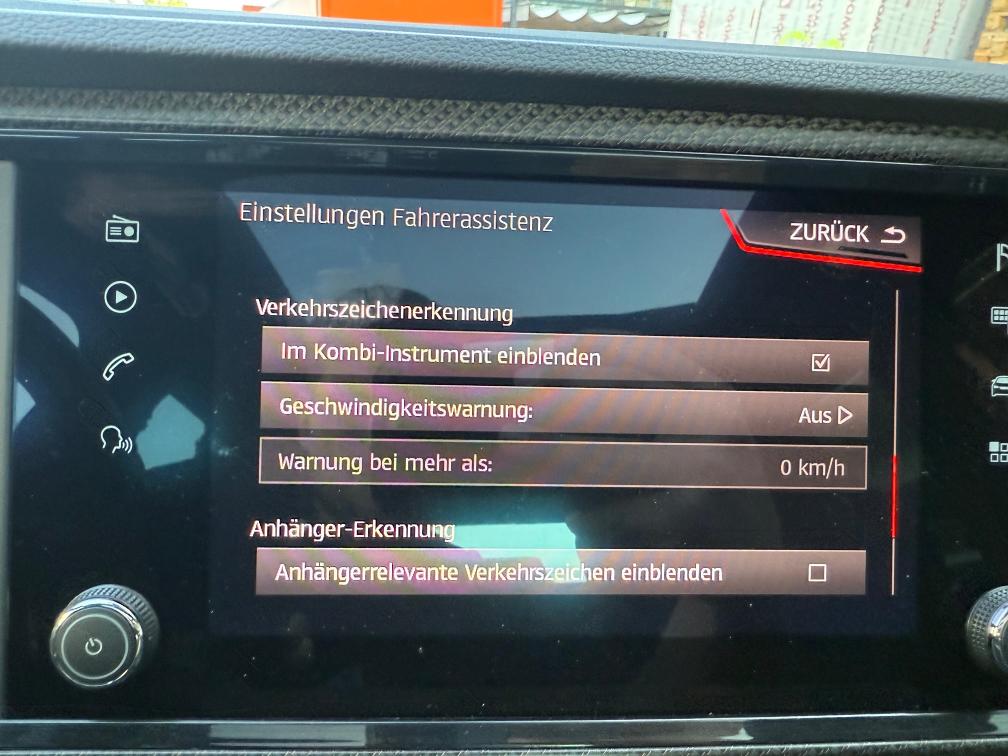 Einstellungen Fahrerassistenz
ZURÜCK
Verkehrszeichenerkennung
Im Kombi-Instrument einblenden
Geschwindigkeitswarnung: Aus
Warnung bei mehr als: 0 km/h
Anhänger-Erkennung
Anhängerrelevante Verkehrszeichen einblenden